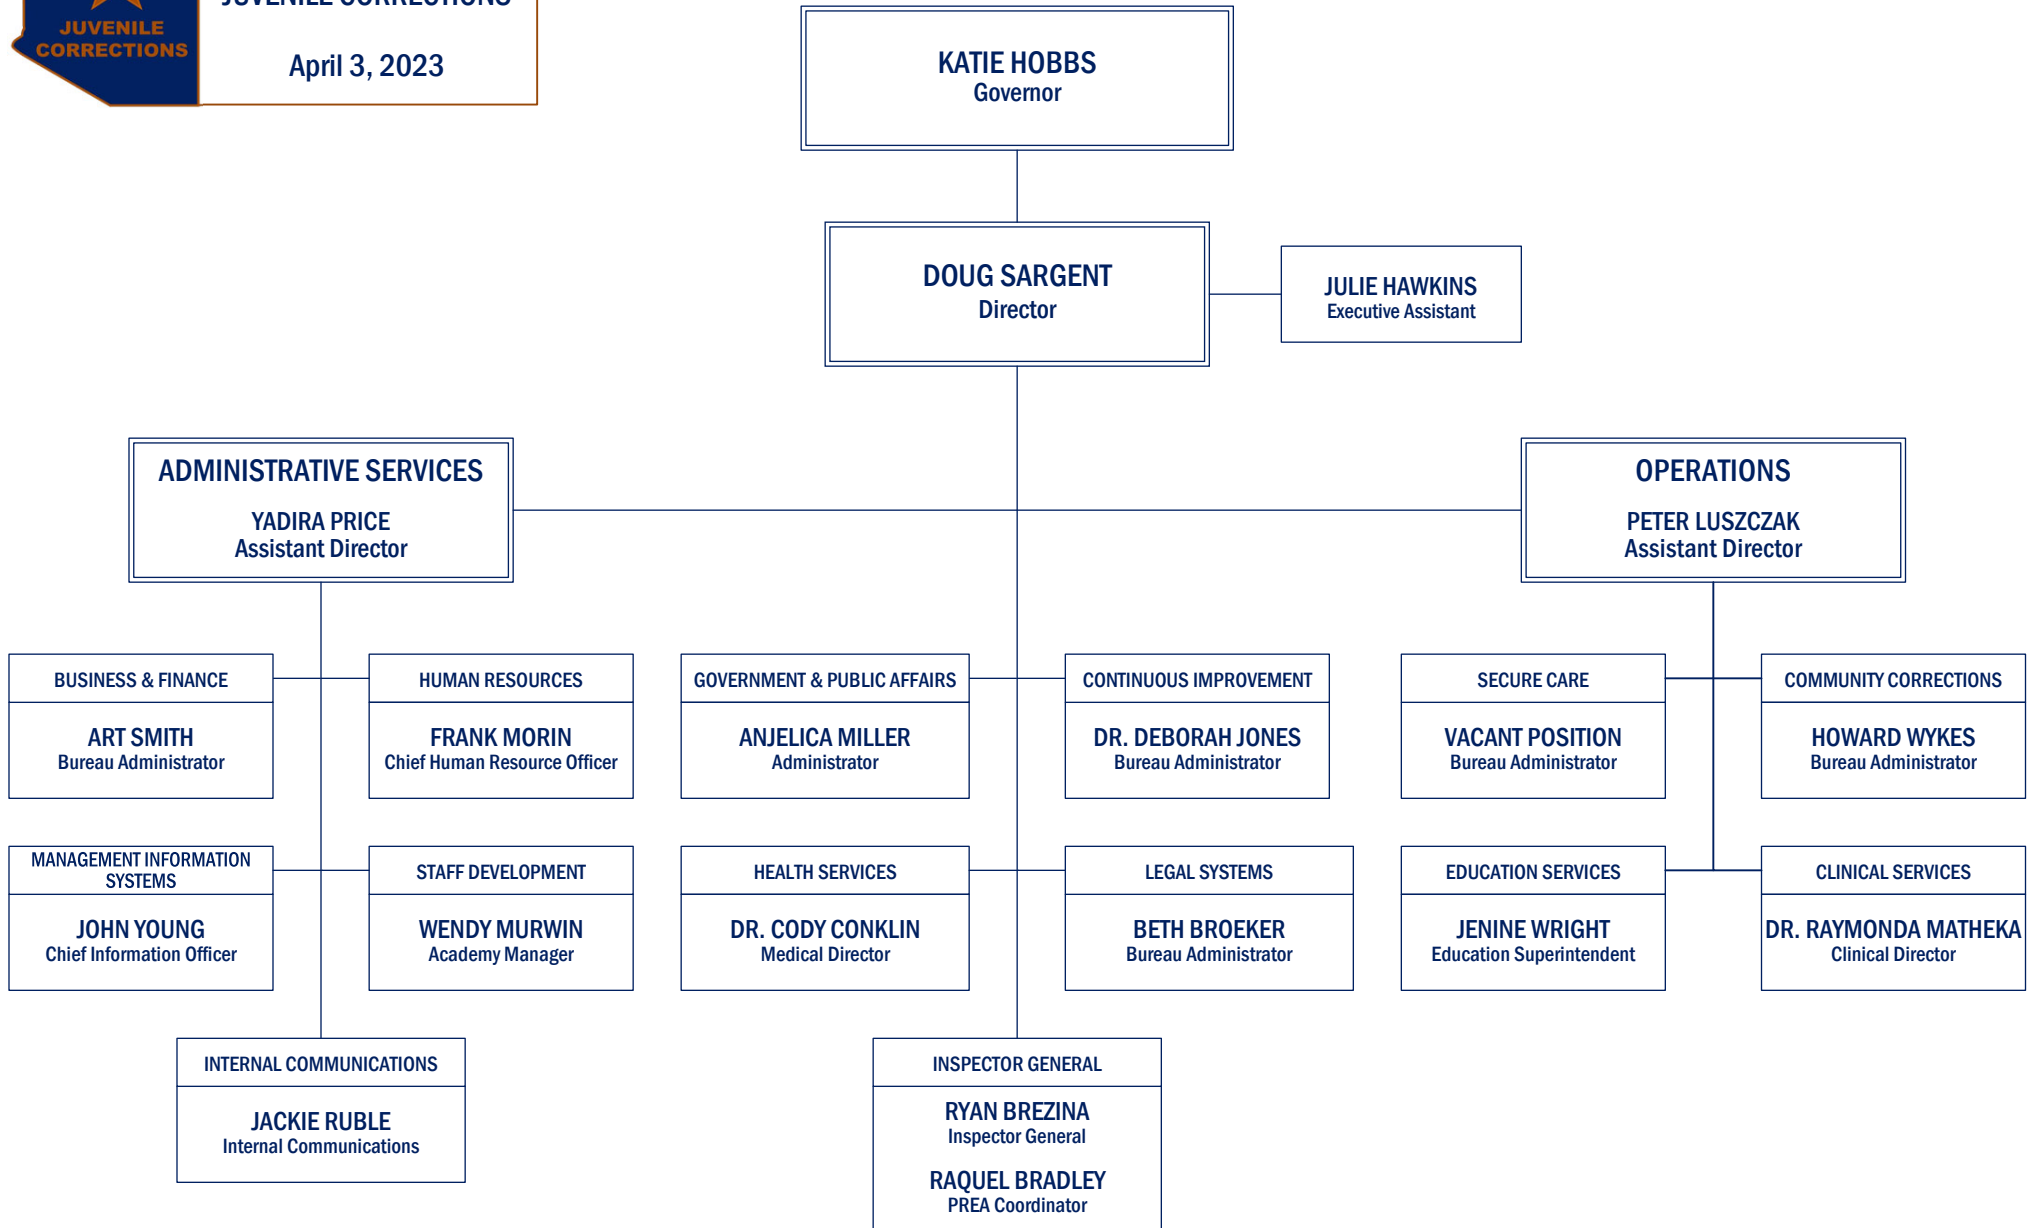 JUVENILE CORRECTIONS
April 3, 2023
JUVENILE
CORRECTIONS
KATIE HOBBS
Governor
DOUG SARGENT
Director
JULIE HAWKINS
Executive Assistant
ADMINISTRATIVE SERVICES
YADIRA PRICE
Assistant Director
OPERATIONS
PETER LUSZCZAK
Assistant Director
BUSINESS & FINANCE
ART SMITH
Bureau Administrator
HUMAN RESOURCES
FRANK MORIN
Chief Human Resource Officer
GOVERNMENT & PUBLIC AFFAIRS
ANJELICA MILLER
Administrator
CONTINUOUS IMPROVEMENT
DR. DEBORAH JONES
Bureau Administrator
SECURE CARE
VACANT POSITION
Bureau Administrator
COMMUNITY CORRECTIONS
HOWARD WYKES
Bureau Administrator
MANAGEMENT INFORMATION
SYSTEMS
JOHN YOUNG
Chief Information Officer
STAFF DEVELOPMENT
WENDY MURWIN
Academy Manager
HEALTH SERVICES
DR. CODY CONKLIN
Medical Director
LEGAL SYSTEMS
BETH BROEKER
Bureau Administrator
EDUCATION SERVICES
JENINE WRIGHT
Education Superintendent
CLINICAL SERVICES
DR. RAYMONDA MATHEKA
Clinical Director
INTERNAL COMMUNICATIONS
JACKIE RUBLE
Internal Communications
INSPECTOR GENERAL
RYAN BREZINA
Inspector General
RAQUEL BRADLEY
PREA Coordinator